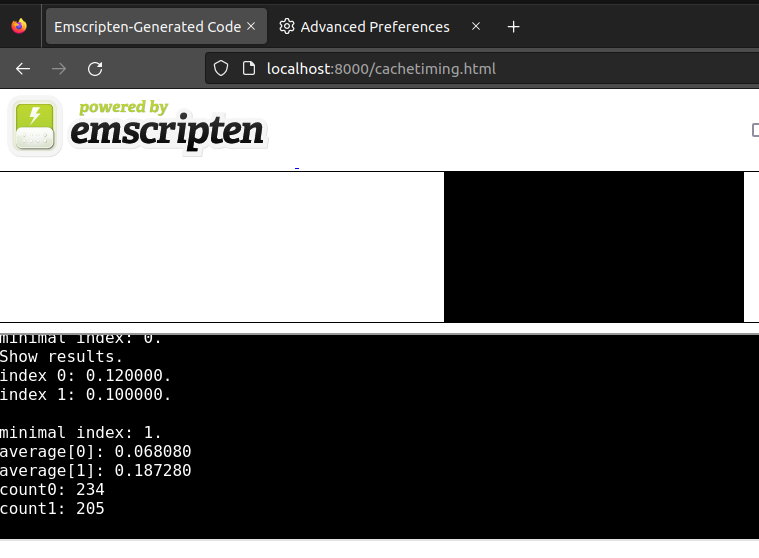 Emscripten-Generated Code
Advanced Preferences
localhost:8000/cachetiming.html
powered by
emscripten
minimal index: 0.
Show results.
index 0: 0.120000.
index 1: 0.100000.
minimal index: 1.
average[0]: 0.068080
average[1]: 0.187280
count0: 234
count1: 205